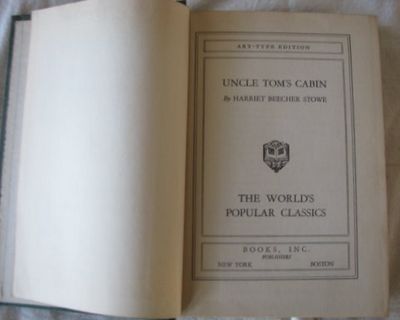 ART-TYPE EDITION
UNCLE TOM'S CABIN
By HARRIET BEECHER STOWE
THE WORLD'S
POPULAR CLASSICS
BOOKS, INC.
PUBLISHERS
NEW YORK BOSTON